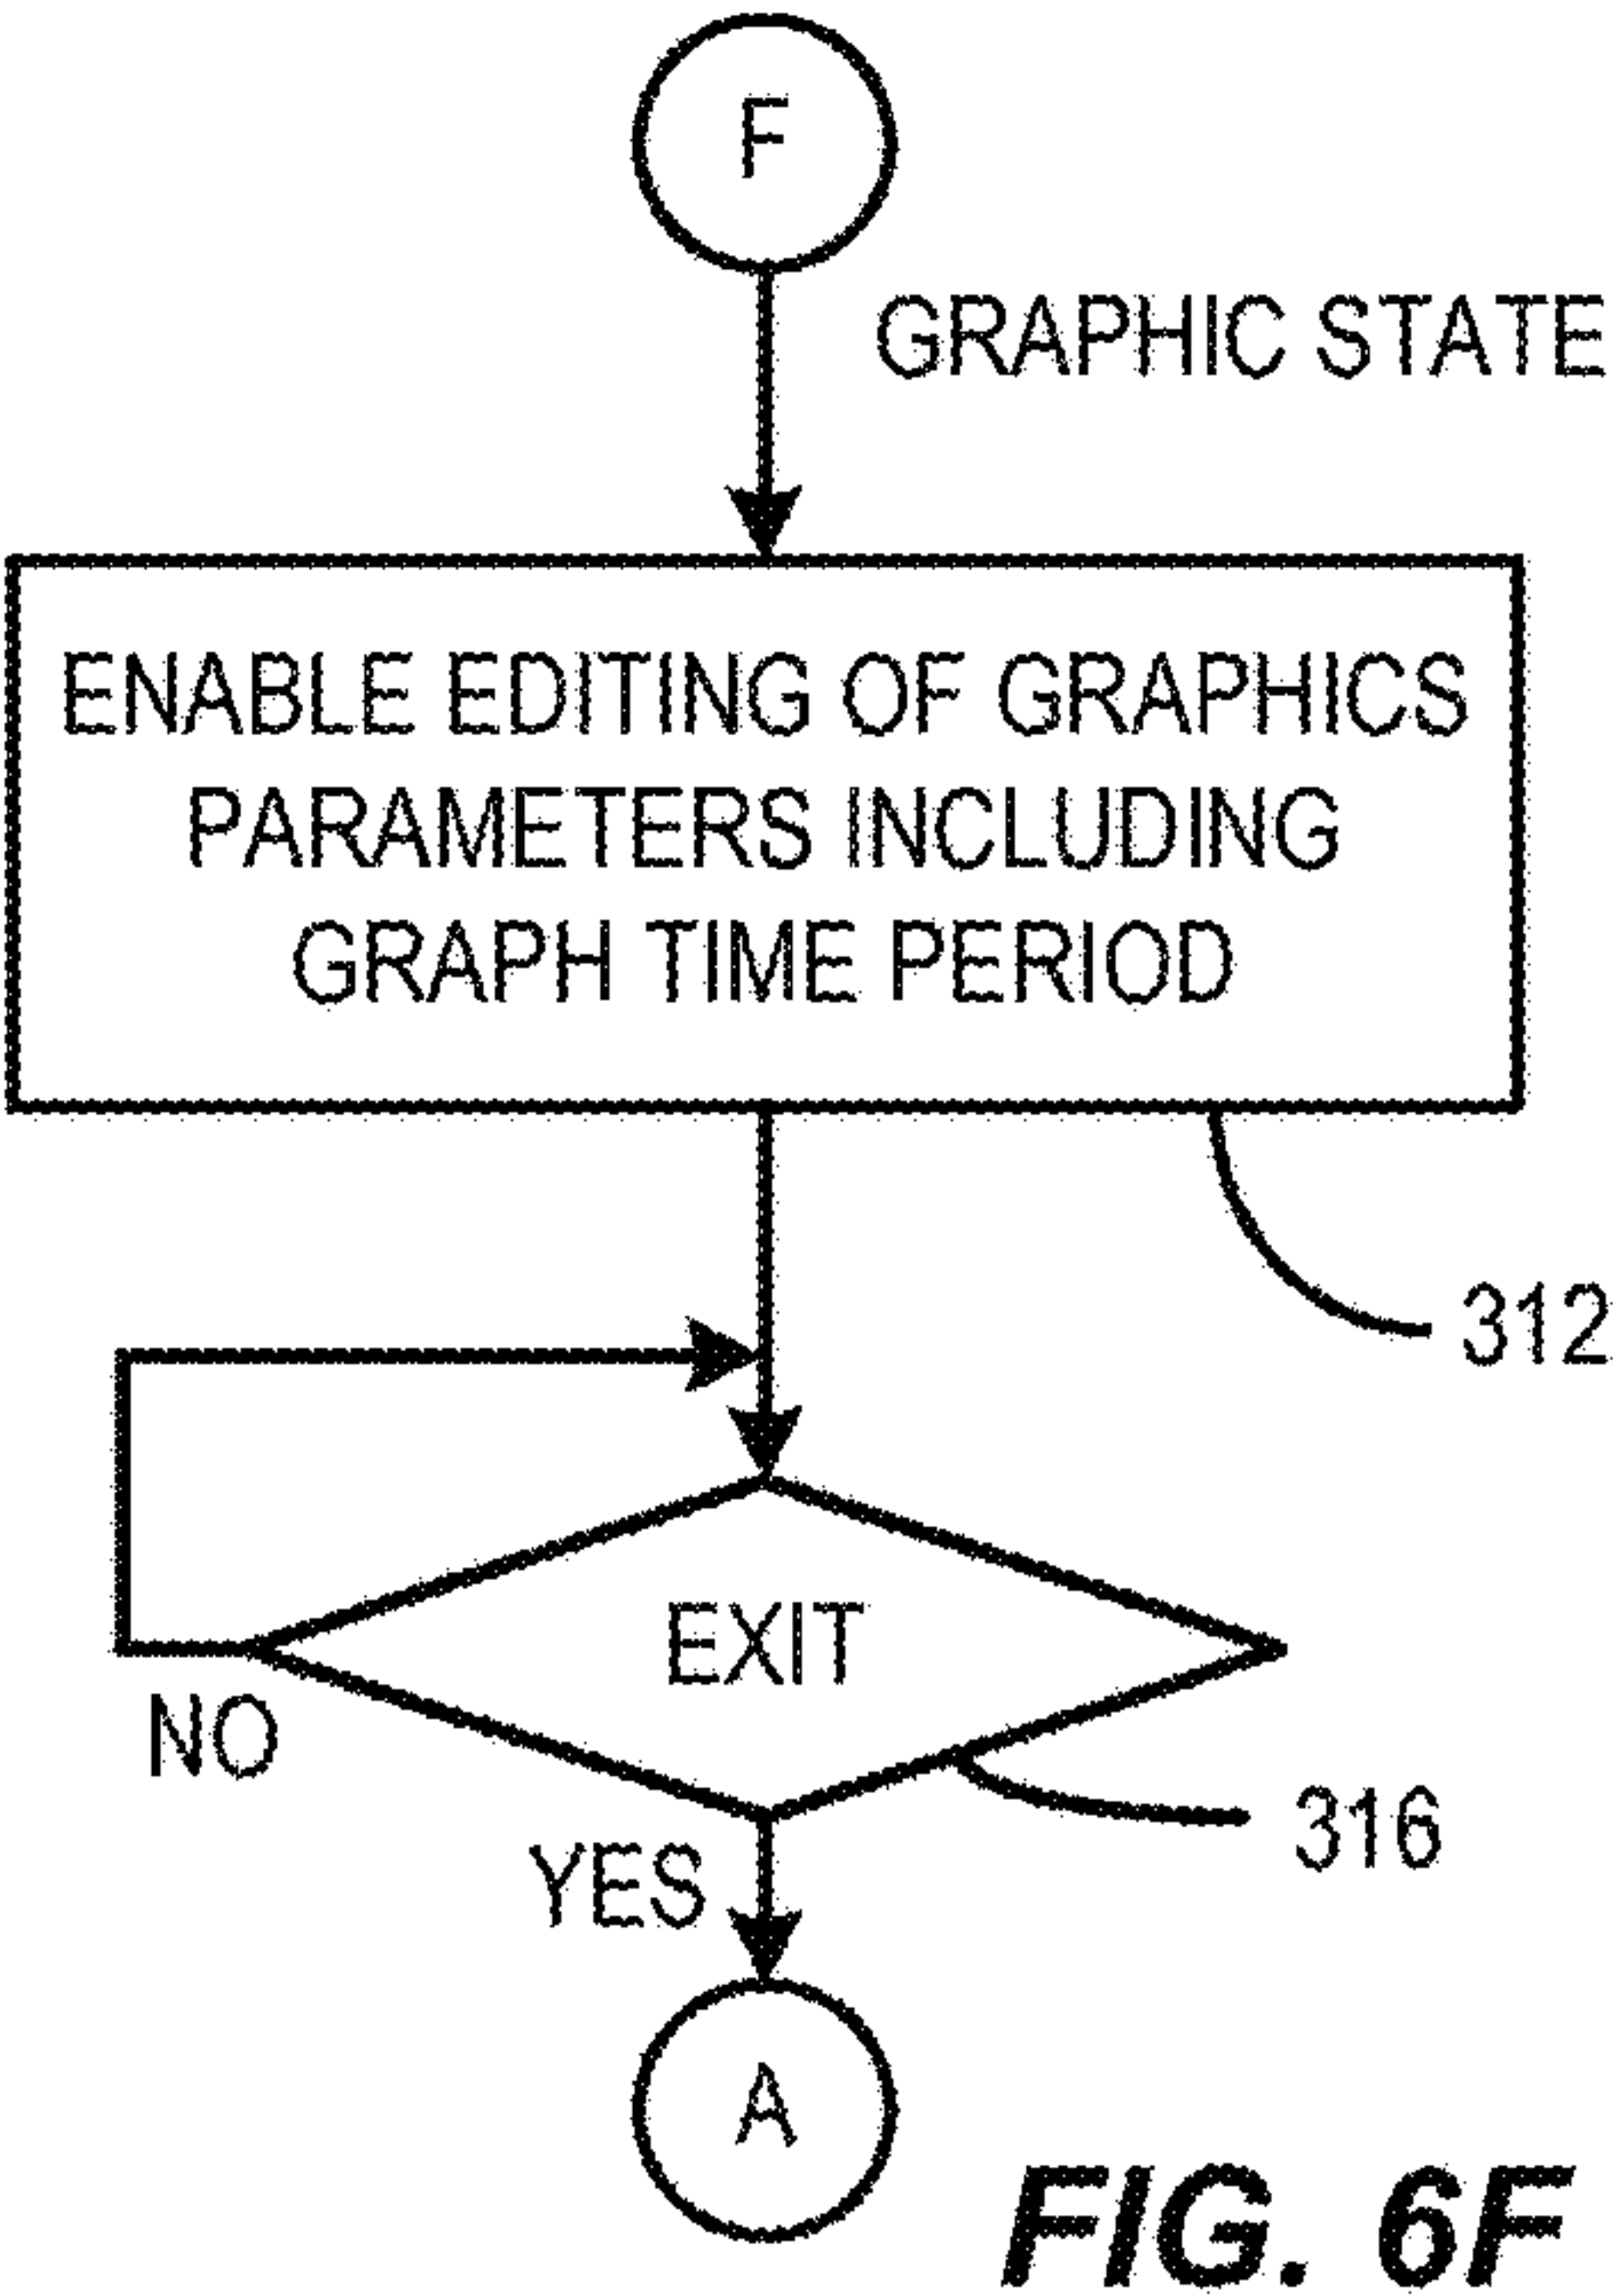 F
GRAPHIC STATE
ENABLE EDITING OF GRAPHICS
PARAMETERS INCLUDING
GRAPH TIME PERIOD
312
EXIT
NO
316
YES
A
FIG. 6F